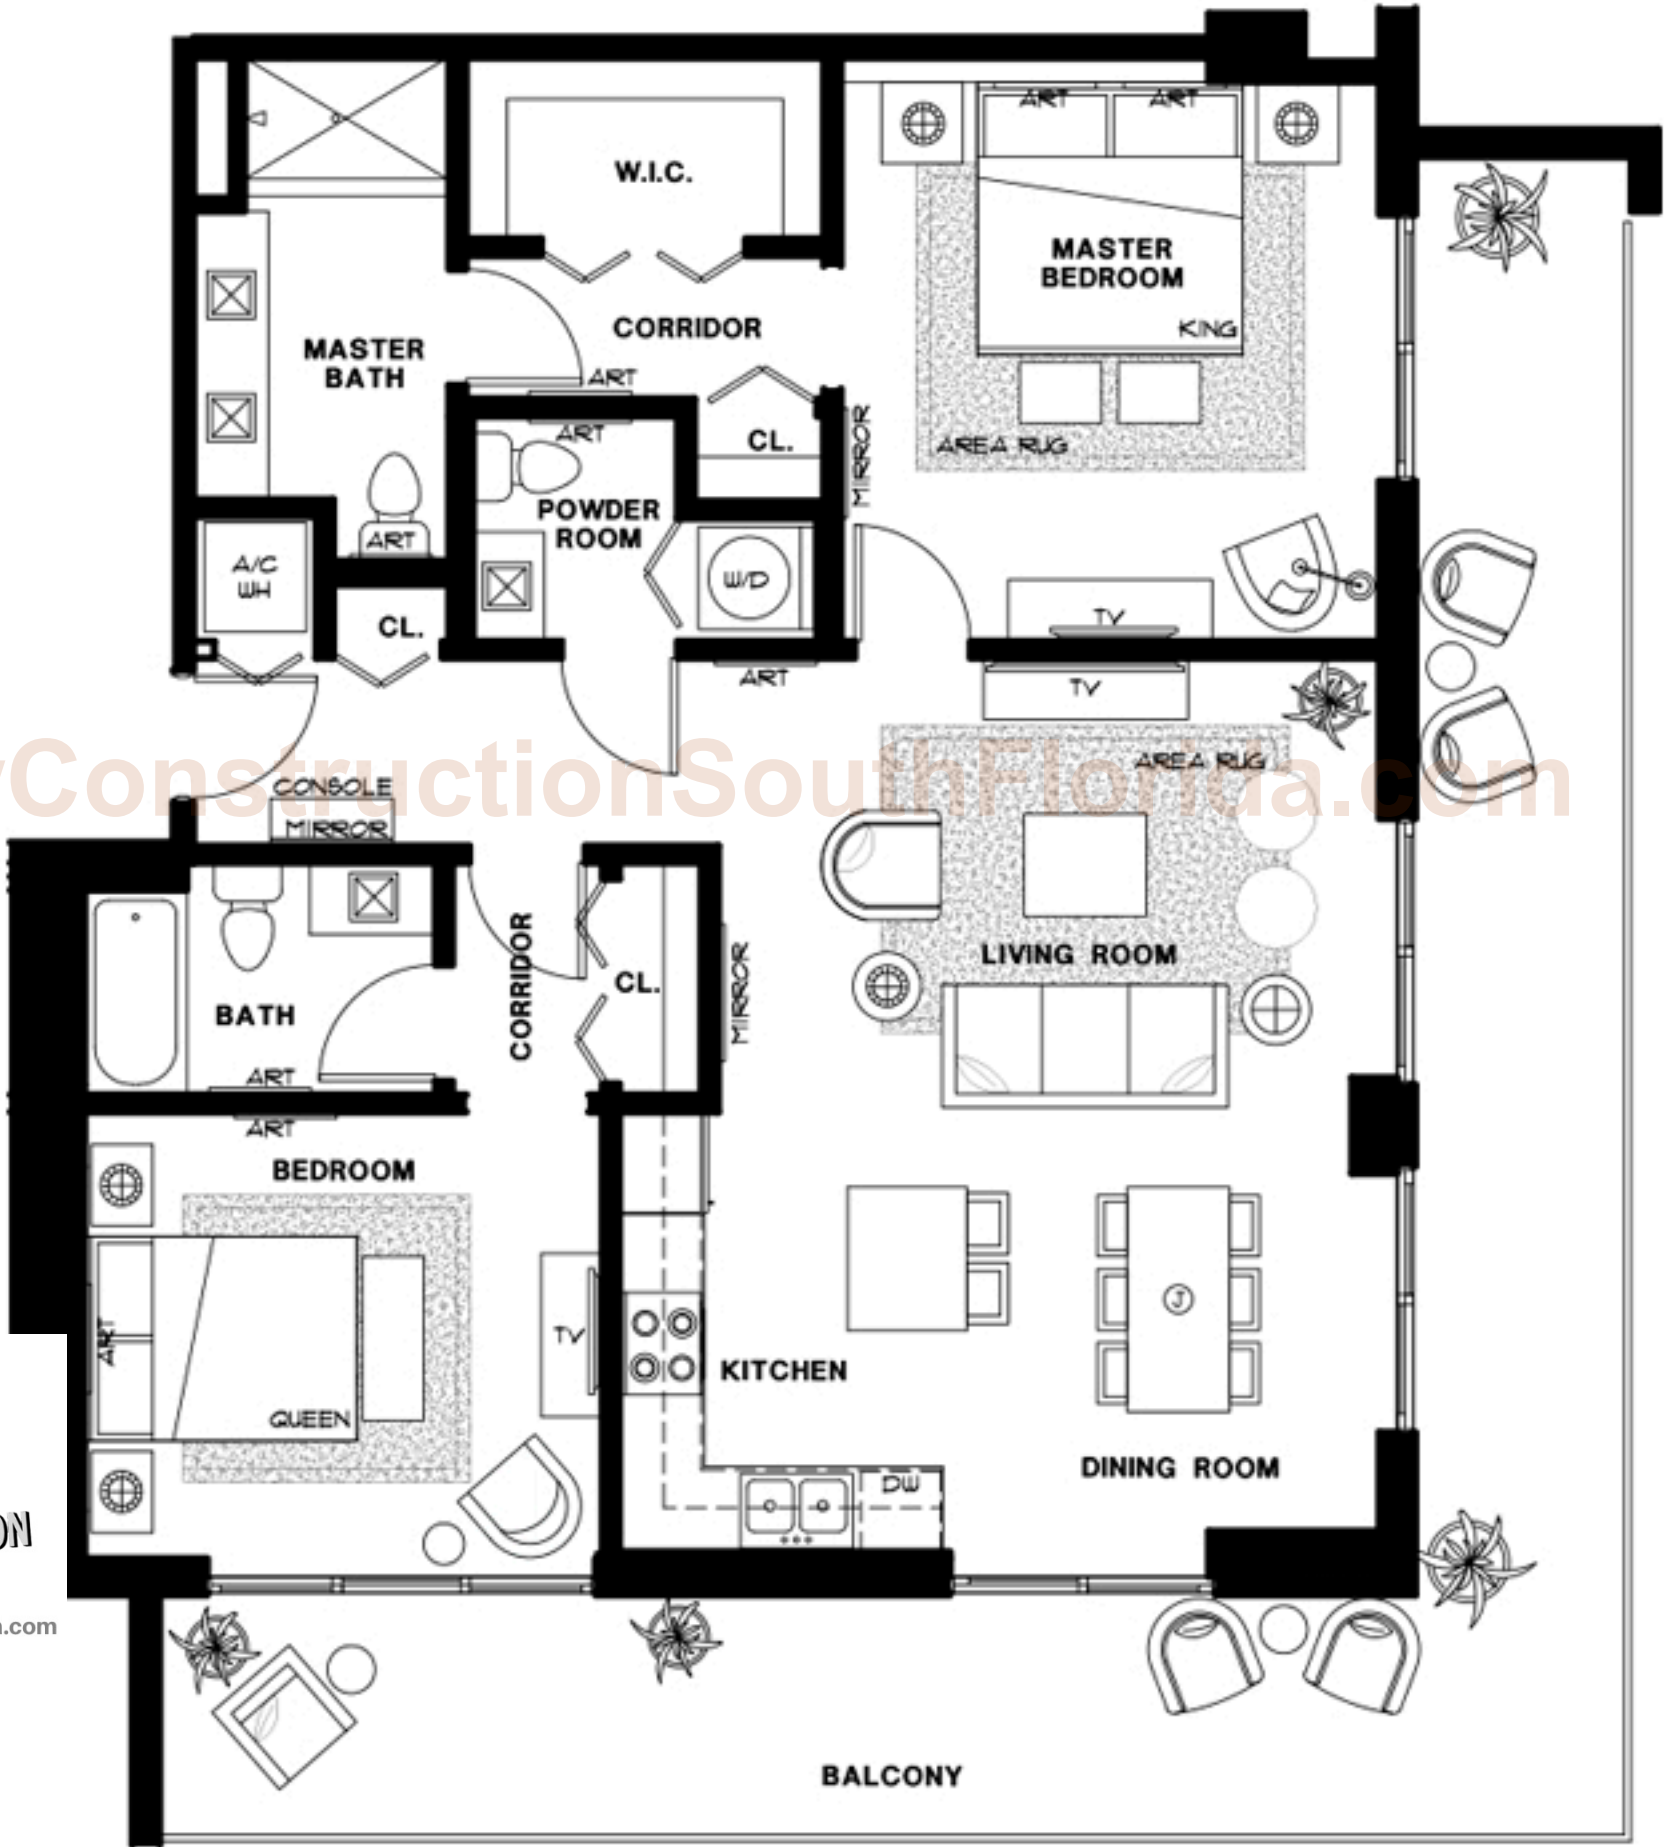 ART ART
W.I.C.
MASTER
BEDROOM
KING
CORRIDOR
MASTER
BATH
ART
ART
CL.
MIRROR
AREA RUG
POWDER
ROOM
ART
A/C
WH
W/D
CL.
TV
ART
TV
ConstructionSouthFlorida.com
AREA RUG
CONSOLE
MIRROR
LIVING ROOM
CORRIDOR
CL.
MIRROR
BATH
ART
ART
BEDROOM
J
ART
TV
KITCHEN
QUEEN
DINING ROOM
DW
ON
.com
BALCONY